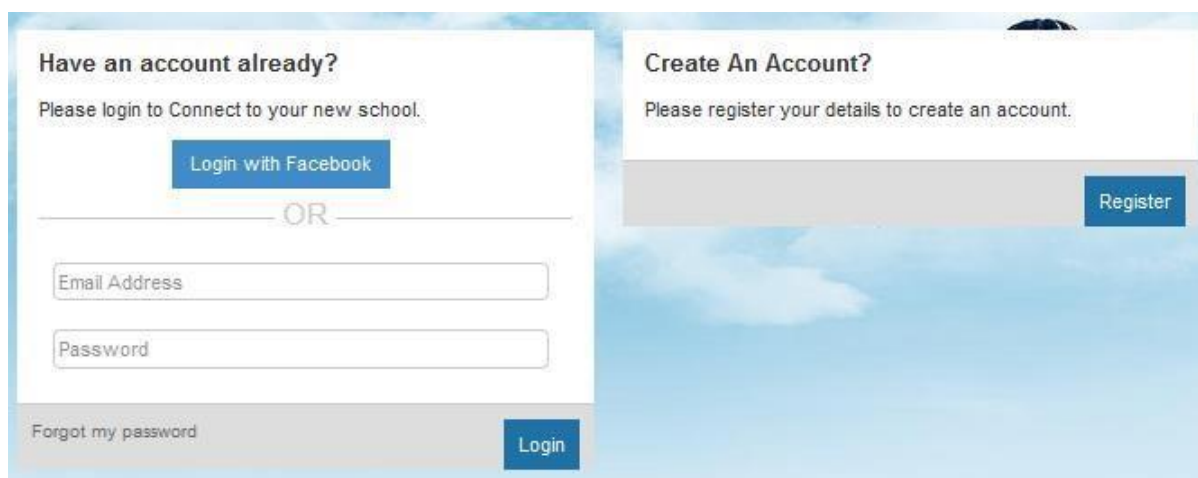 Have an account already?
Please login to Connect to your new school.
Login with Facebook
OR
Email Address
Password
Forgot my password
Login
Create An Account?
Please register your details to create an account.
Register